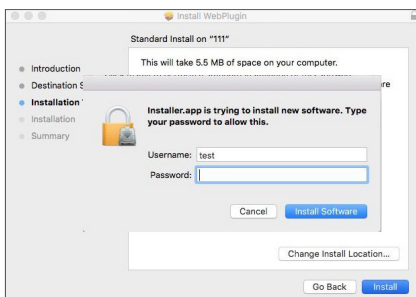 Install WebPlugin
Standard Install on "111"
This will take 5.5 MB of space on your computer.
Introduction
Destination S
Installation
Installation
Summary
Installer.app is trying to install new software. Type
your password to allow this.
Username: test
Password:
Cancel
Install Software
Change Install Location...
Go Back
Install